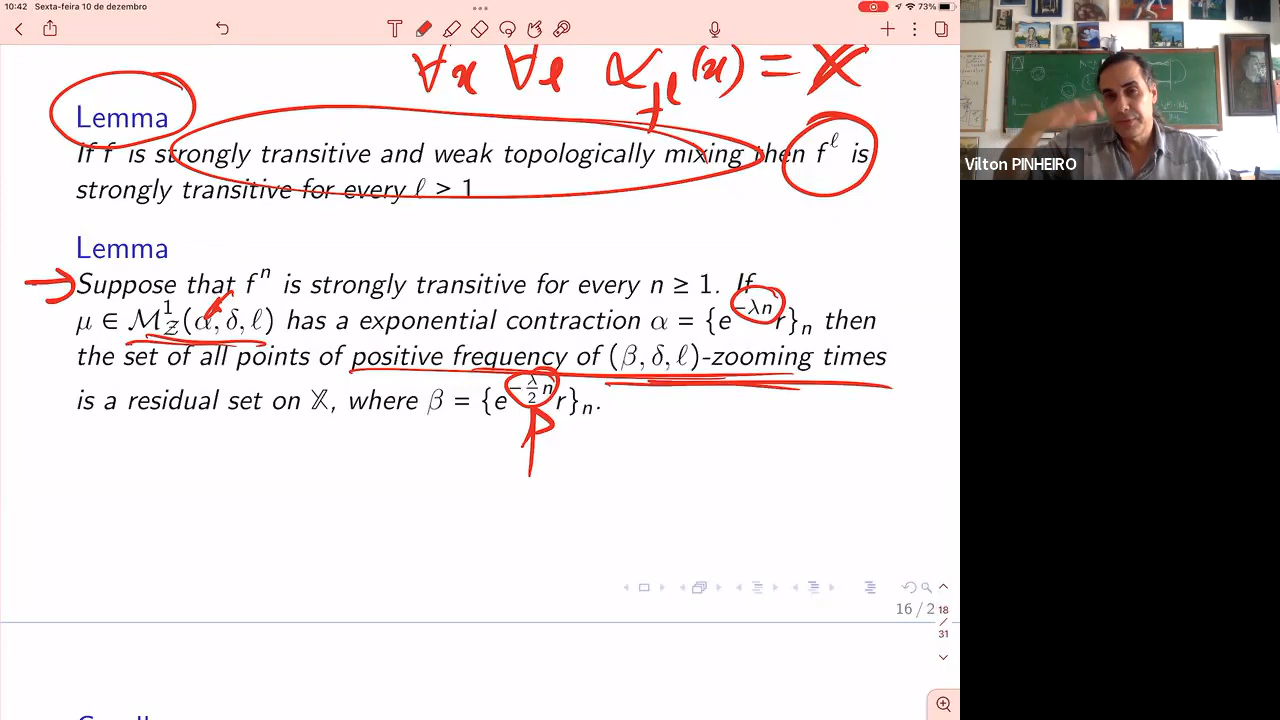 10:42 Sexta-feira 10 de dezembro
73%
T
∀x ∀ℓ α_{f^ℓ}(x) = X
Lemma
If f is strongly transitive and weak topologically mixing then f^ℓ is
strongly transitive for every ℓ ≥ 1
Lemma
Suppose that f^n is strongly transitive for every n ≥ 1. If
μ ∈ M^1_Z(α, δ, ℓ) has a exponential contraction α = {e^{-λn}r}_n then
the set of all points of positive frequency of (β, δ, ℓ)-zooming times
is a residual set on 𝕏, where β = {e^{-\frac{λ}{2}n}r}_n.
16 / 2
18
/
31
Vilton PINHEIRO